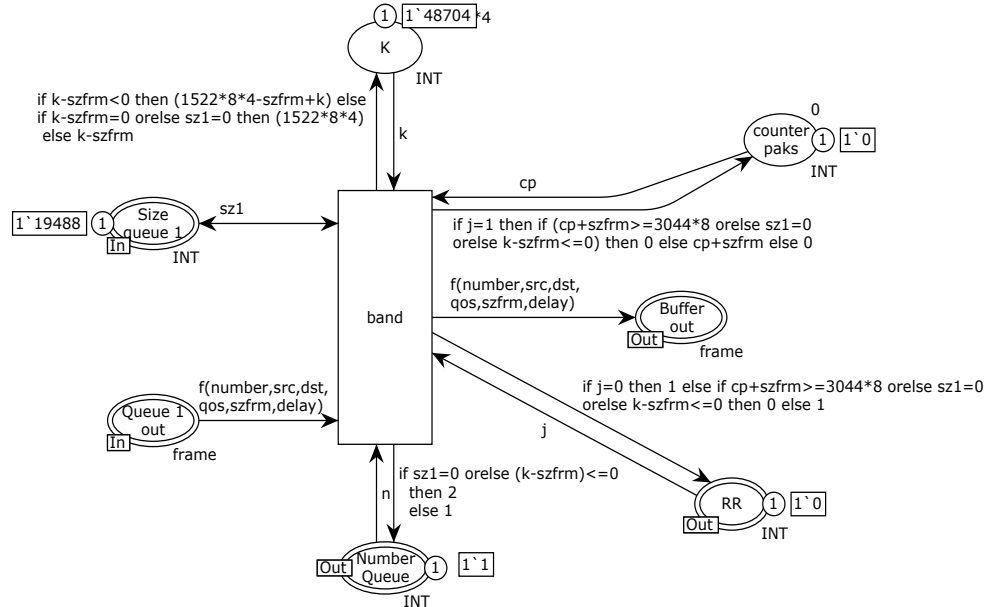 1 1`48704 *4
K
INT
if k-szfrm<0 then (1522*8*4-szfrm+k) else
if k-szfrm=0 orelse sz1=0 then (1522*8*4)
else k-szfrm
k
0
counter
paks
1 1`0
INT
cp
if j=1 then if (cp+szfrm>=3044*8 orelse sz1=0
orelse k-szfrm<=0) then 0 else cp+szfrm else 0
1`19488 1
Size
queue 1
In
INT
sz1
band
f(number,src,dst,
qos,szfrm,delay)
Buffer
out
Out
frame
if j=0 then 1 else if cp+szfrm>=3044*8 orelse sz1=0
orelse k-szfrm<=0 then 0 else 1
j
f(number,src,dst,
qos,szfrm,delay)
Queue 1
out
In
frame
if sz1=0 orelse (k-szfrm)<=0
then 2
else 1
n
RR
1 1`0
Out
INT
Number
Queue
Out
1 1`1
INT